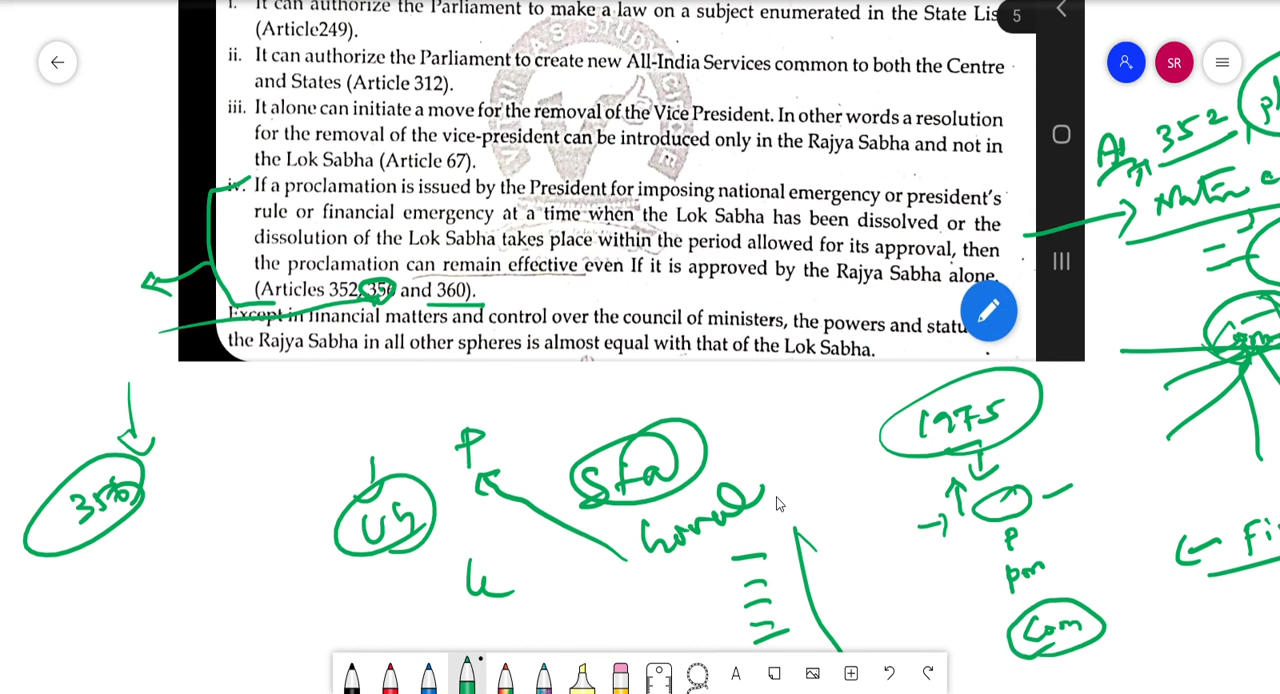 i. It can authorize the Parliament to make a law on a subject enumerated in the State Lis
(Article249).
ii. It can authorize the Parliament to create new All-India Services common to both the Centre
and States (Article 312).
iii. It alone can initiate a move for the removal of the Vice President. In other words a resolution
for the removal of the vice-president can be introduced only in the Rajya Sabha and not in
the Lok Sabha (Article 67).
iv. If a proclamation is issued by the President for imposing national emergency or president's
rule or financial emergency at a time when the Lok Sabha has been dissolved or the
dissolution of the Lok Sabha takes place within the period allowed for its approval, then
the proclamation can remain effective even If it is approved by the Rajya Sabha alone.
(Articles 352, 356 and 360).
Except in financial matters and control over the council of ministers, the powers and statu
the Rajya Sabha in all other spheres is almost equal with that of the Lok Sabha.
5
SR
352
1975
P
US
P
pm
Com
Fi
A